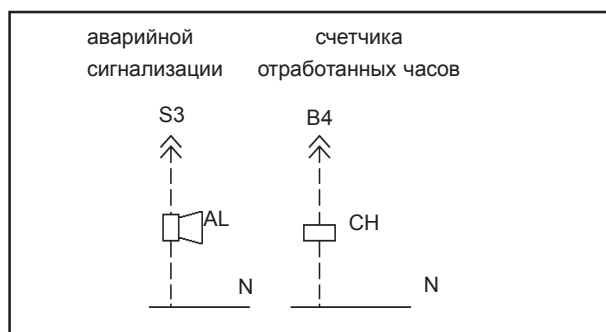 аварийной
сигнализации
счетчика
отработанных часов
S3
B4
AL
CH
N
N